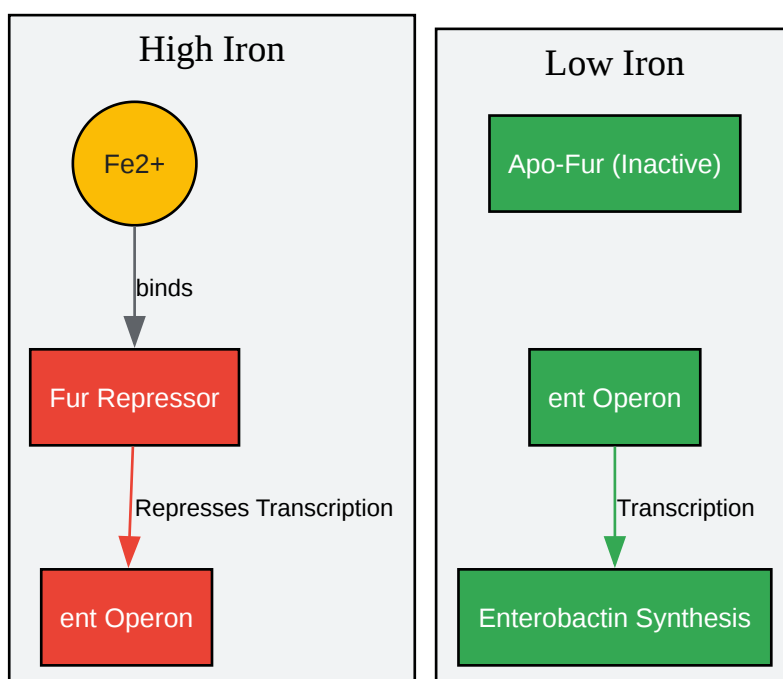 High Iron
Fe2+
binds
Fur Repressor
Represses Transcription
ent Operon
Low Iron
Apo-Fur (Inactive)
ent Operon
Transcription
Enterobactin Synthesis